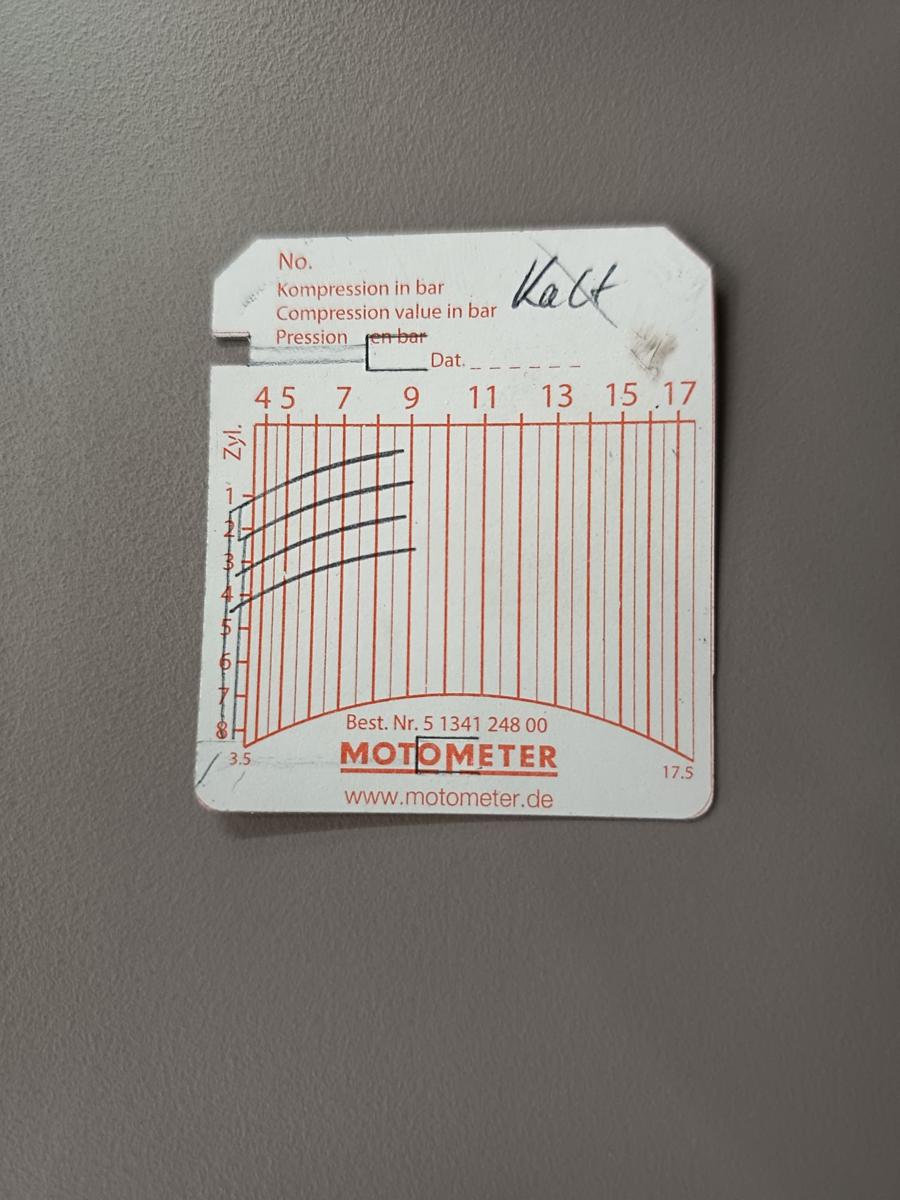 No.
Kompression in bar
Compression value in bar
Kalt
Pression en bar
Dat.
4 5 7 9 11 13 15 17
Zyl.
1
2
3
4
5
6
7
8
3.5
17.5
Best. Nr. 5 1341 248 00
MOTOMETER
www.motometer.de